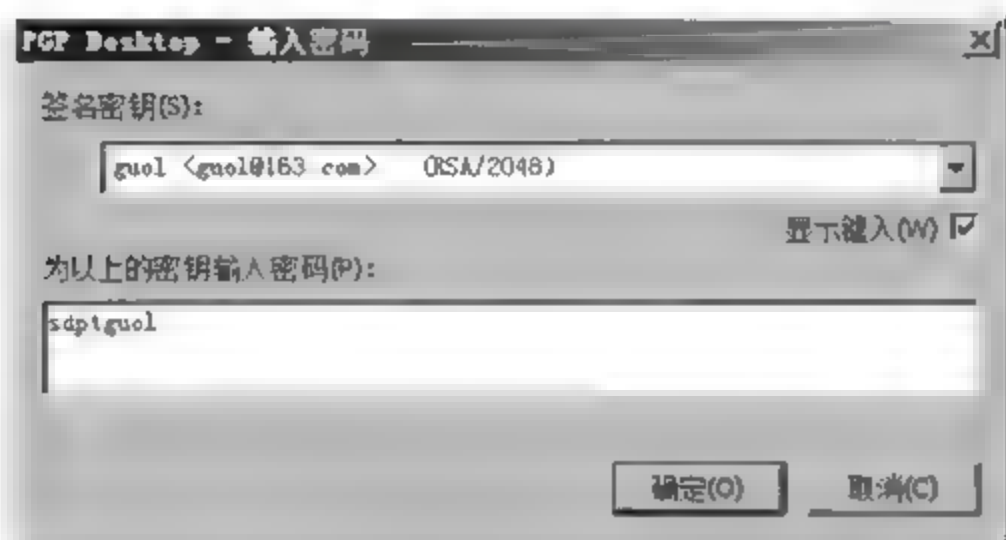 PGP Desktop - 输入密码
签名密钥(S):
guol <guol@163.com> (RSA/2048)
显示键入(W)
为以上的密钥输入密码(P):
sdptguol
确定(O)
取消(C)